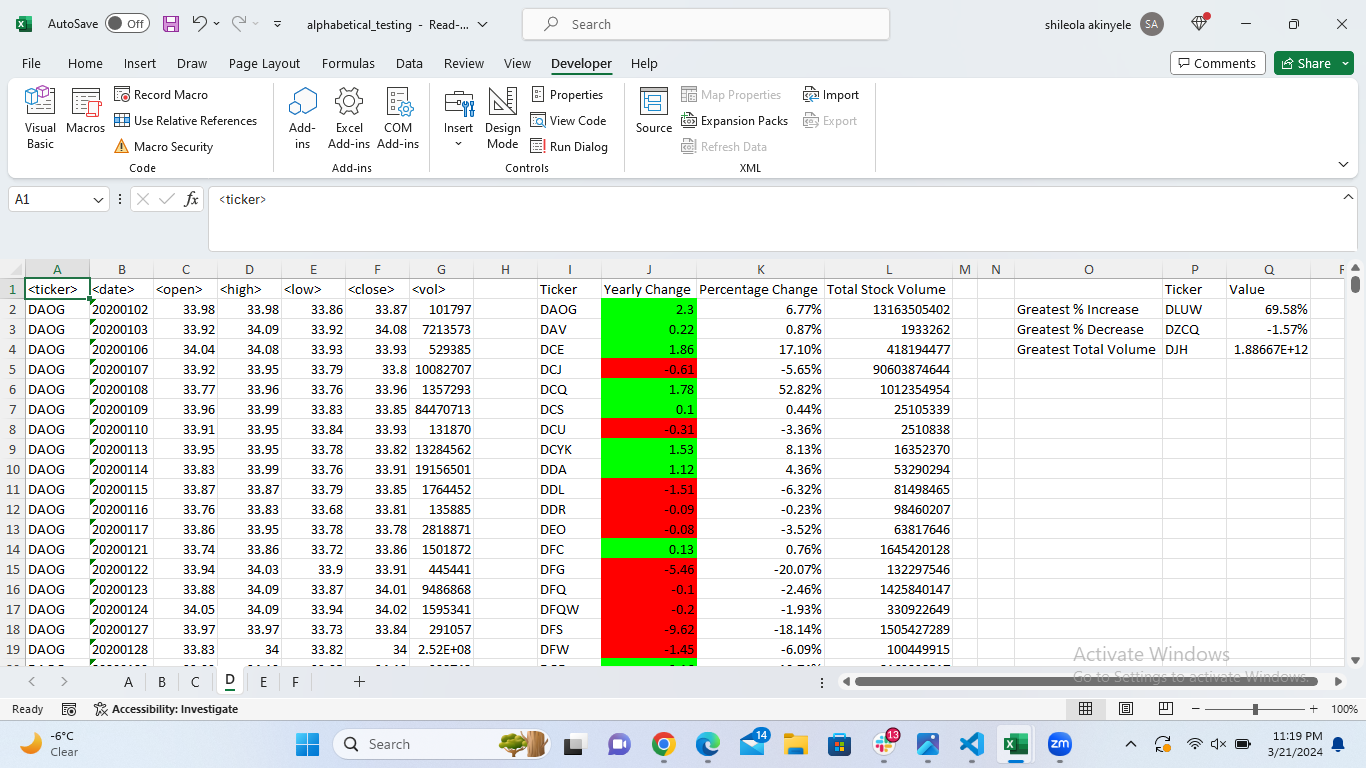 AutoSave Off alphabetical_testing - Read-... Search shileola akinyele SA
File Home Insert Draw Page Layout Formulas Data Review View Developer Help Comments Share
Visual Basic Macros Record Macro Use Relative References Macro Security Code
Add-ins Excel Add-ins COM Add-ins Add-ins
Insert Design Mode Properties View Code Run Dialog Controls
Source Map Properties Expansion Packs Refresh Data Import Export XML
A1 fx <ticker>
A B C D E F G H I J K L M N O P Q
1 <ticker> <date> <open> <high> <low> <close> <vol> Ticker Yearly Change Percentage Change Total Stock Volume Ticker Value
2 DAOG 20200102 33.98 33.98 33.86 33.87 101797 DAOG 2.3 6.77% 13163505402 Greatest % Increase DLUW 69.58%
3 DAOG 20200103 33.92 34.09 33.92 34.08 7213573 DAV 0.22 0.87% 1933262 Greatest % Decrease DZCQ -1.57%
4 DAOG 20200106 34.04 34.08 33.93 33.93 529385 DCE 1.86 17.10% 418194477 Greatest Total Volume DJH 1.88667E+12
5 DAOG 20200107 33.92 33.95 33.79 33.8 10082707 DCJ -0.61 -5.65% 90603874644
6 DAOG 20200108 33.77 33.96 33.76 33.96 1357293 DCQ 1.78 52.82% 1012354954
7 DAOG 20200109 33.96 33.99 33.83 33.85 84470713 DCS 0.1 0.44% 25105339
8 DAOG 20200110 33.91 33.95 33.84 33.93 131870 DCU -0.31 -3.36% 2510838
9 DAOG 20200113 33.95 33.95 33.78 33.82 13284562 DCYK 1.53 8.13% 16352370
10 DAOG 20200114 33.83 33.99 33.76 33.91 19156501 DDA 1.12 4.36% 53290294
11 DAOG 20200115 33.87 33.87 33.79 33.85 1764452 DDL -1.51 -6.32% 81498465
12 DAOG 20200116 33.76 33.83 33.68 33.81 135885 DDR -0.09 -0.23% 98460207
13 DAOG 20200117 33.86 33.95 33.78 33.78 2818871 DEO -0.08 -3.52% 63817646
14 DAOG 20200121 33.74 33.86 33.72 33.86 1501872 DFC 0.13 0.76% 1645420128
15 DAOG 20200122 33.94 34.03 33.9 33.91 445441 DFG -5.46 -20.07% 132297546
16 DAOG 20200123 33.88 34.09 33.87 34.01 9486868 DFQ -0.1 -2.46% 1425840147
17 DAOG 20200124 34.05 34.09 33.94 34.02 1595341 DFQW -0.2 -1.93% 330922649
18 DAOG 20200127 33.97 33.97 33.73 33.84 291057 DFS -9.62 -18.14% 1505427289
19 DAOG 20200128 33.83 34 33.82 34 2.52E+08 DFW -1.45 -6.09% 100449915
Activate Windows
Go to Settings to activate Windows.
A B C D E F
Ready Accessibility: Investigate 100%
-6°C
Clear
Search 14 13 zm
11:19 PM
3/21/2024